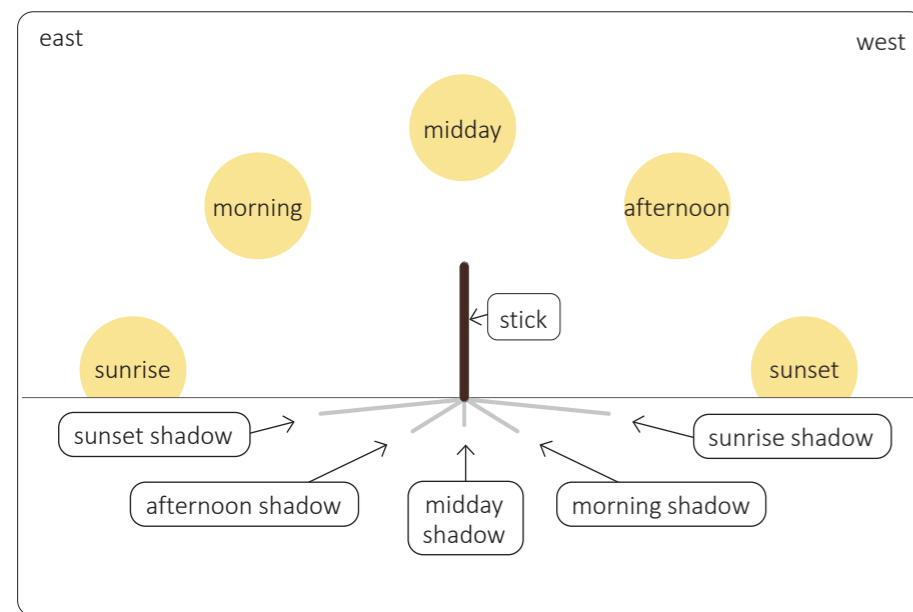 east
west
midday
morning
afternoon
stick
sunrise
sunset
sunset shadow
sunrise shadow
afternoon shadow
midday
shadow
morning shadow